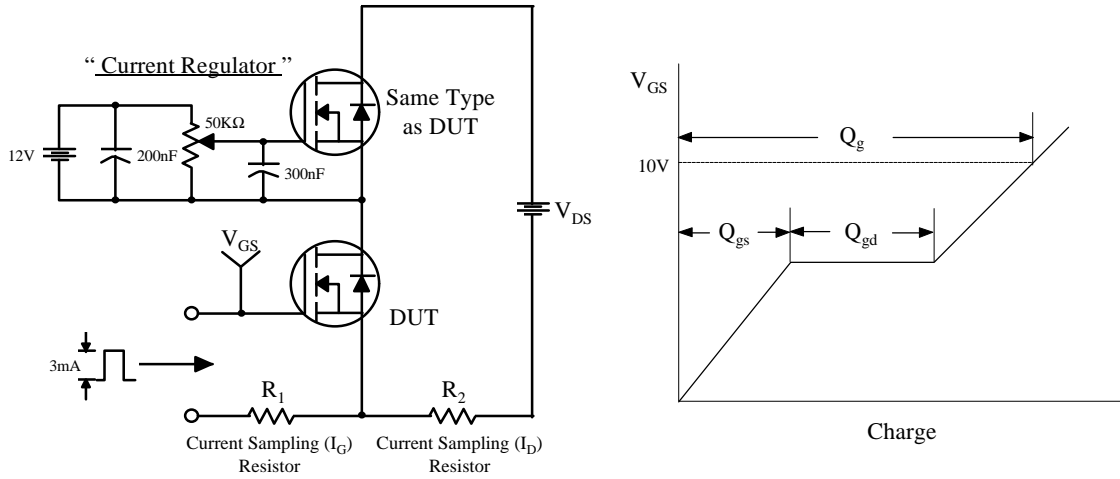 “ Current Regulator ”
12V
200nF
50KΩ
300nF
Same Type
as DUT
V_DS
V_GS
DUT
3mA
R_1
R_2
Current Sampling (I_G)
Resistor
Current Sampling (I_D)
Resistor
V_GS
10V
Q_g
Q_gs
Q_gd
Charge